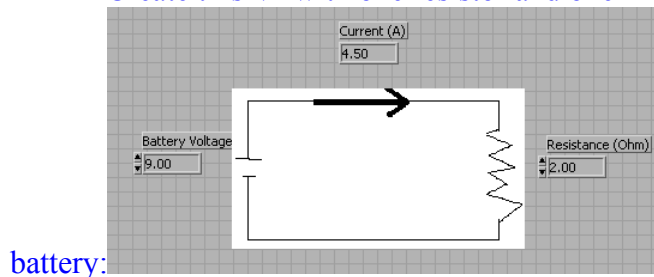 Current (A)
4.50
Battery Voltage
9.00
Resistance (Ohm)
2.00
battery: